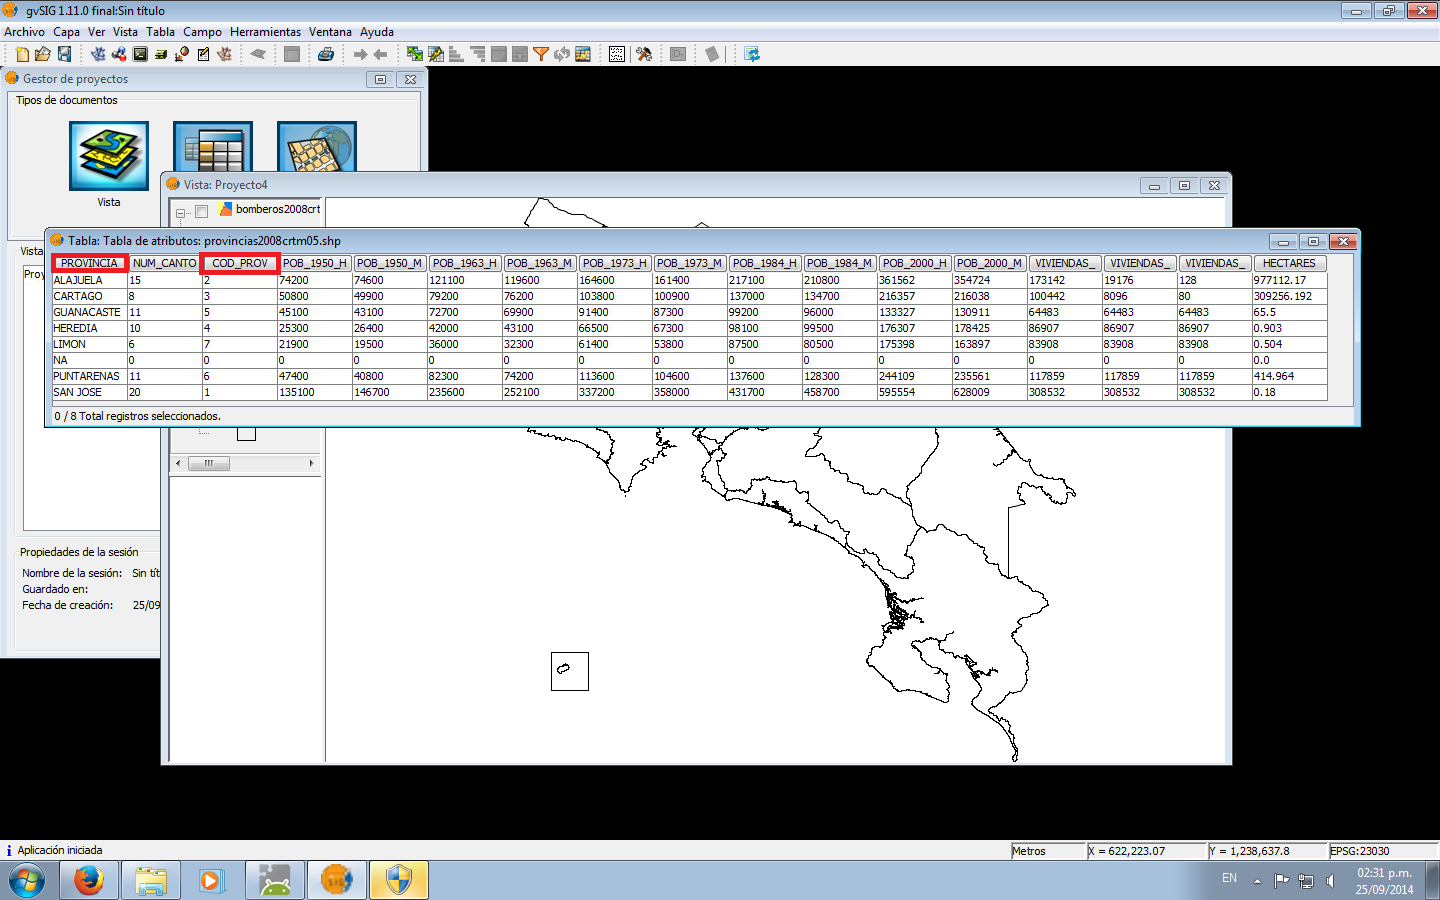 gvSIG 1.11.0 final:Sin título
Archivo Capa Ver Vista Tabla Campo Herramientas Ventana Ayuda
Gestor de proyectos
Tipos de documentos
Vista
Vista: Proyecto4
bomberos2008crt
Tabla: Tabla de atributos: provincias2008crtm05.shp
PROVINCIA NUM_CANTO COD_PROV POB_1950_H POB_1950_M POB_1963_H POB_1963_M POB_1973_H POB_1973_M POB_1984_H POB_1984_M POB_2000_H POB_2000_M VIVIENDAS_ VIVIENDAS_ VIVIENDAS_ HECTARES
ALAJUELA 15 2 74200 74600 121100 119600 164600 161400 217100 210800 361562 354724 173142 19176 128 977112.17
CARTAGO 8 3 50800 49900 79200 76200 103800 100900 137000 134700 216357 216038 100442 8096 80 309256.192
GUANACASTE 11 5 45100 43100 72700 69900 91400 87300 99200 96000 133327 130911 64483 64483 64483 65.5
HEREDIA 10 4 25300 26400 42000 43100 66500 67300 98100 99500 176307 178425 86907 86907 86907 0.903
LIMON 6 7 21900 19500 36000 32300 61400 53800 87500 80500 175398 163897 83908 83908 83908 0.504
NA 0 0 0 0 0 0 0 0 0 0 0 0 0 0 0 0.0
PUNTARENAS 11 6 47400 40800 82300 74200 113600 104600 137600 128300 244109 235561 117859 117859 117859 414.964
SAN JOSE 20 1 135100 146700 235600 252100 337200 358000 431700 458700 595554 628009 308532 308532 308532 0.18
0 / 8 Total registros seleccionados.
Vista
Proy
Propiedades de la sesión
Nombre de la sesión: Sin tít
Guardado en:
Fecha de creación: 25/09
Aplicación iniciada
Metros X = 622,223.07 Y = 1,238,637.8 EPSG:23030
EN
02:31 p.m.
25/09/2014